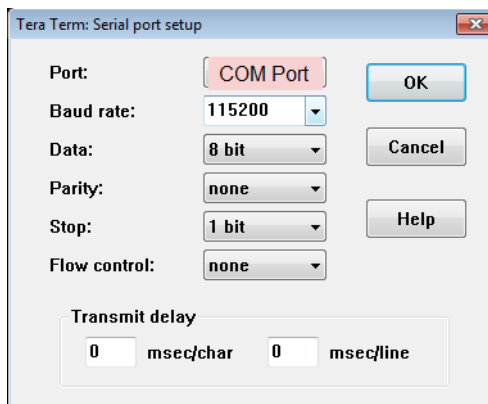 Tera Term: Serial port setup
Port: COM Port
OK
Baud rate: 115200
Data: 8 bit
Cancel
Parity: none
Stop: 1 bit
Help
Flow control: none
Transmit delay
0 msec/char 0 msec/line